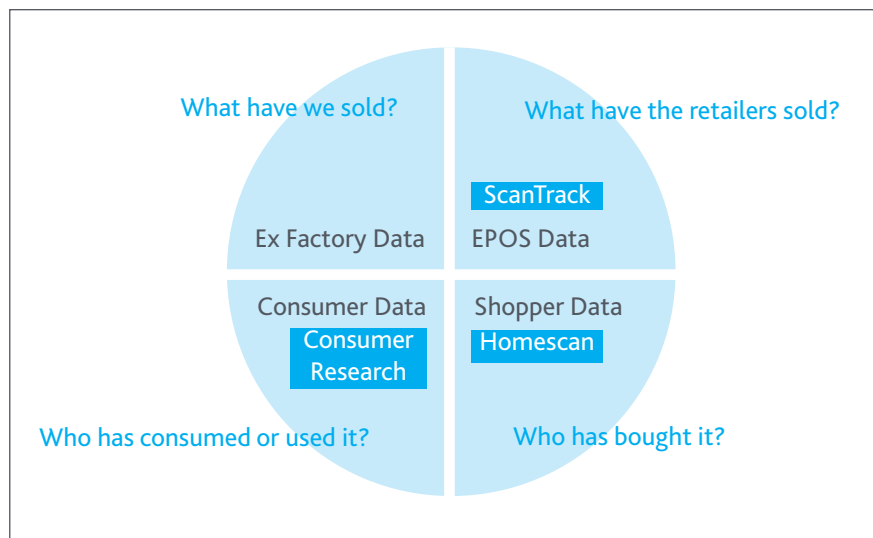 What have we sold?
What have the retailers sold?
ScanTrack
Ex Factory Data
EPOS Data
Consumer Data
Shopper Data
Consumer
Research
Homescan
Who has consumed or used it?
Who has bought it?